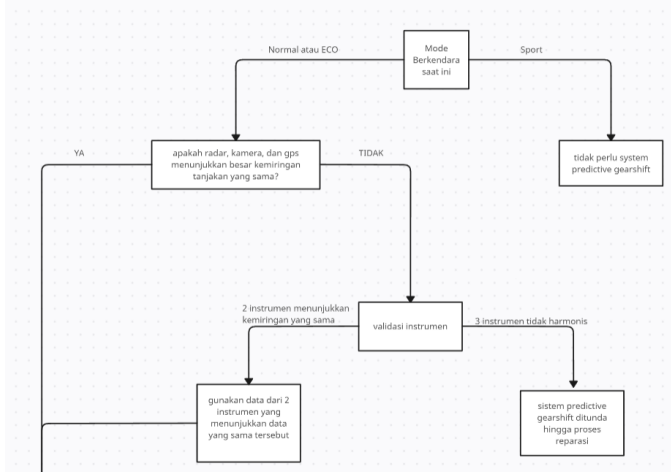 Normal atau ECO
Mode
Berkendara
saat ini
Sport
YA
apakah radar, kamera, dan gps
menunjukkan besar kemiringan
tanjakan yang sama?
TIDAK
tidak perlu system
predictive gearshift
2 instrumen menunjukkan
kemiringan yang sama
validasi instrumen
3 instrumen tidak harmonis
gunakan data dari 2
instrumen yang
menunjukkan data
yang sama tersebut
sistem predictive
gearshift ditunda
hingga proses
reparasi